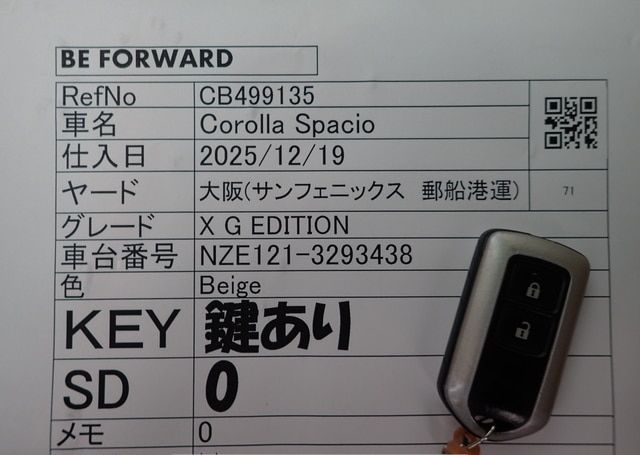 BE FORWARD
RefNo CB499135
車名 Corolla Spacio
仕入日 2025/12/19
ヤード 大阪(サンフェニックス 郵船港運) 71
グレード X G EDITION
車台番号 NZE121-3293438
色 Beige
KEY 鍵あり
SD 0
メモ 0